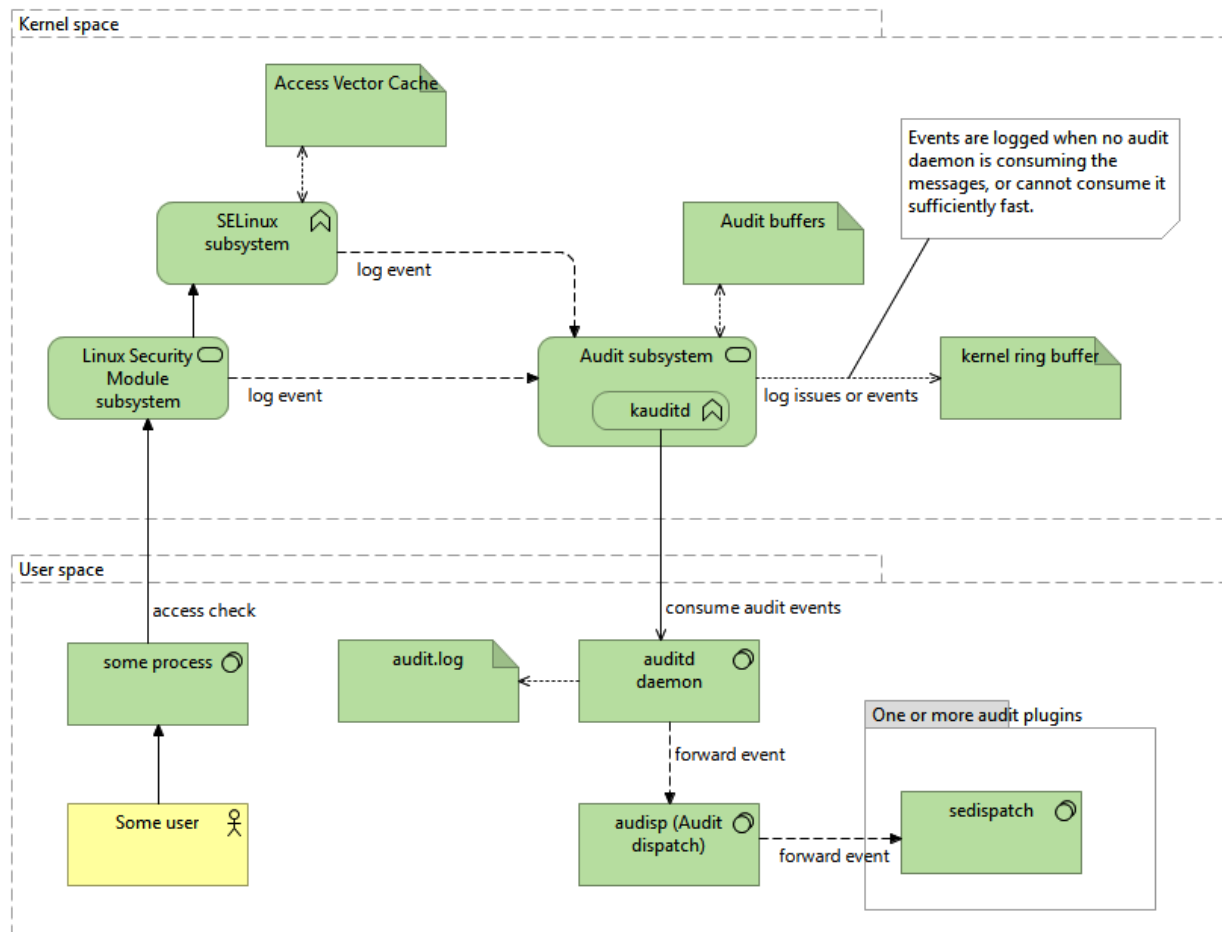 Kernel space
Access Vector Cache
Events are logged when no audit
daemon is consuming the
messages, or cannot consume it
sufficiently fast.
SELinux
subsystem
Audit buffers
log event
Linux Security
Module
subsystem
Audit subsystem
kernel ring buffer
log event
log issues or events
kauditd
User space
access check
consume audit events
some process
audit.log
auditd
daemon
One or more audit plugins
forward event
Some user
audisp (Audit
dispatch)
sedispatch
forward event